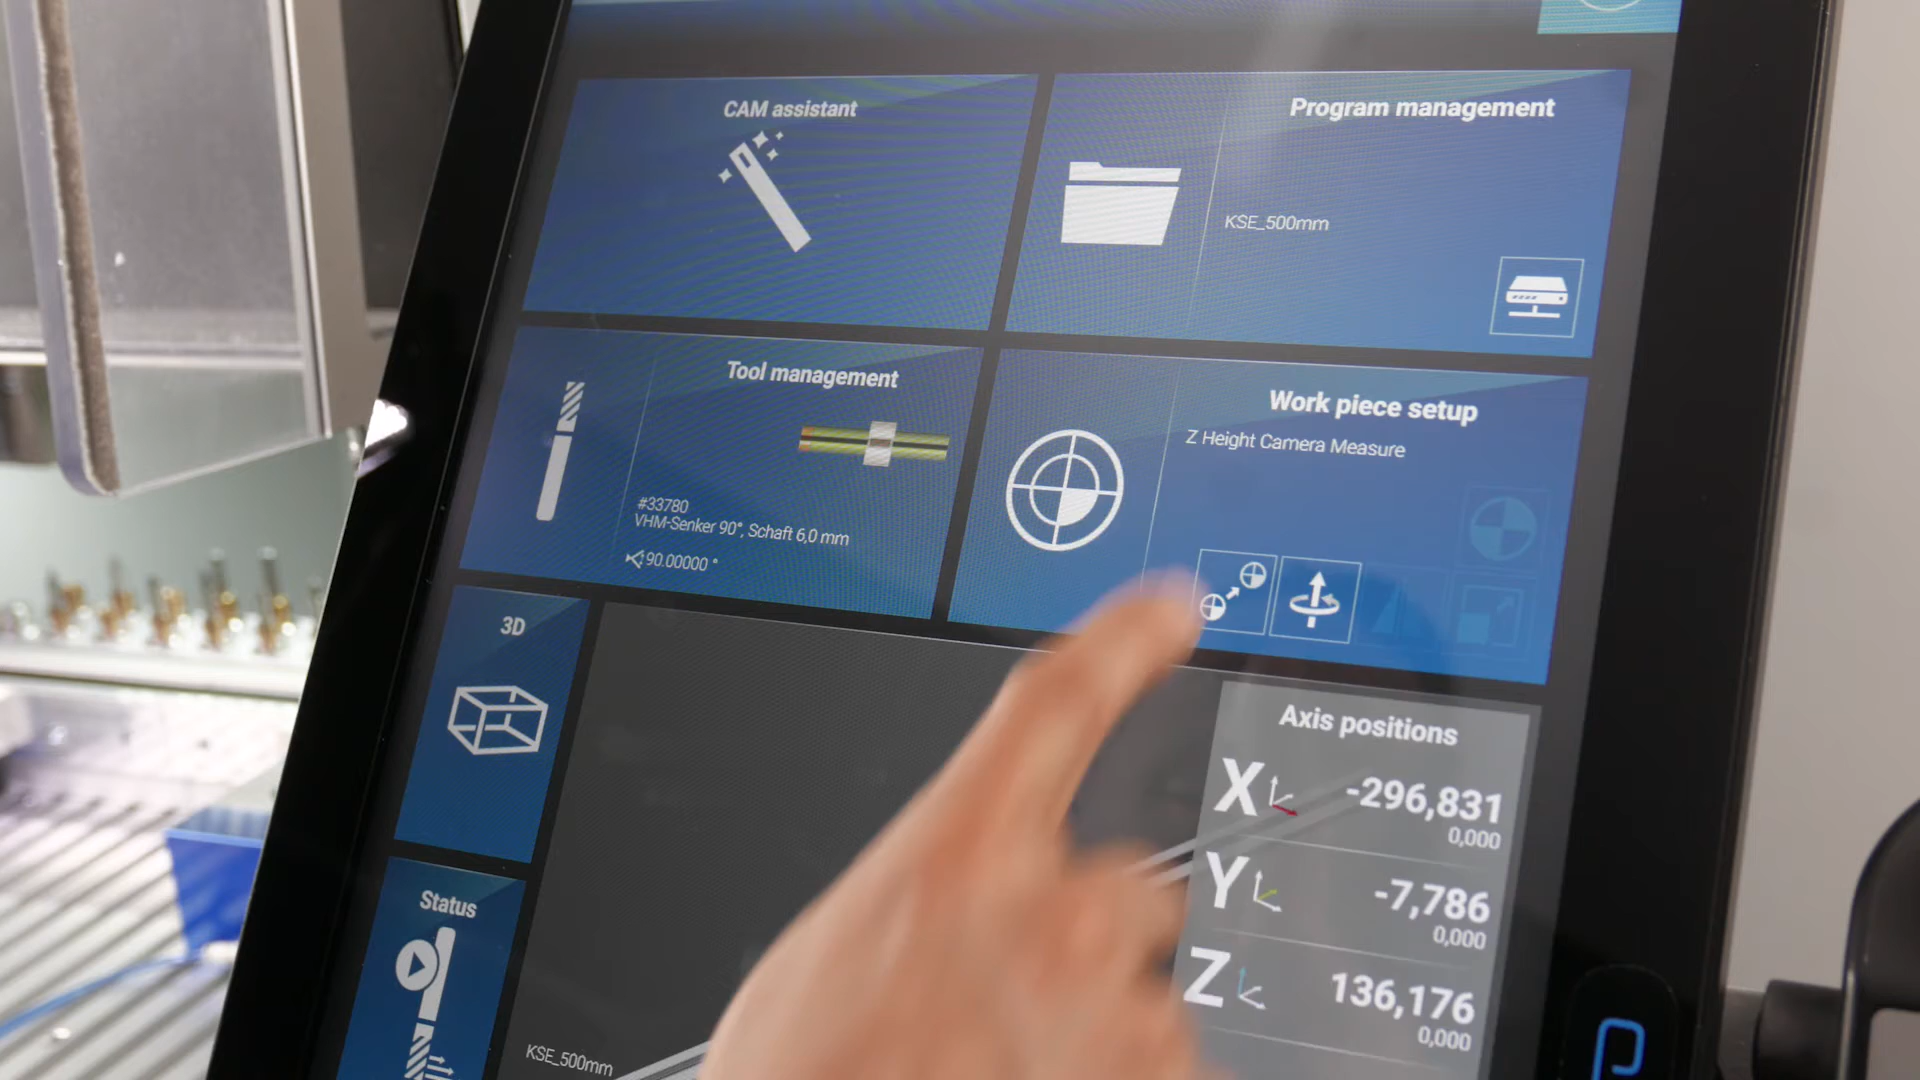 CAM assistant
Program management
KSE_500mm
Tool management
#33780
VHM-Senker 90°, Schaft 6,0 mm
90.00000 °
Work piece setup
Z Height Camera Measure
3D
Status
KSE_500mm
Axis positions
X -296,831
0,000
Y -7,786
0,000
Z 136,176
0,000